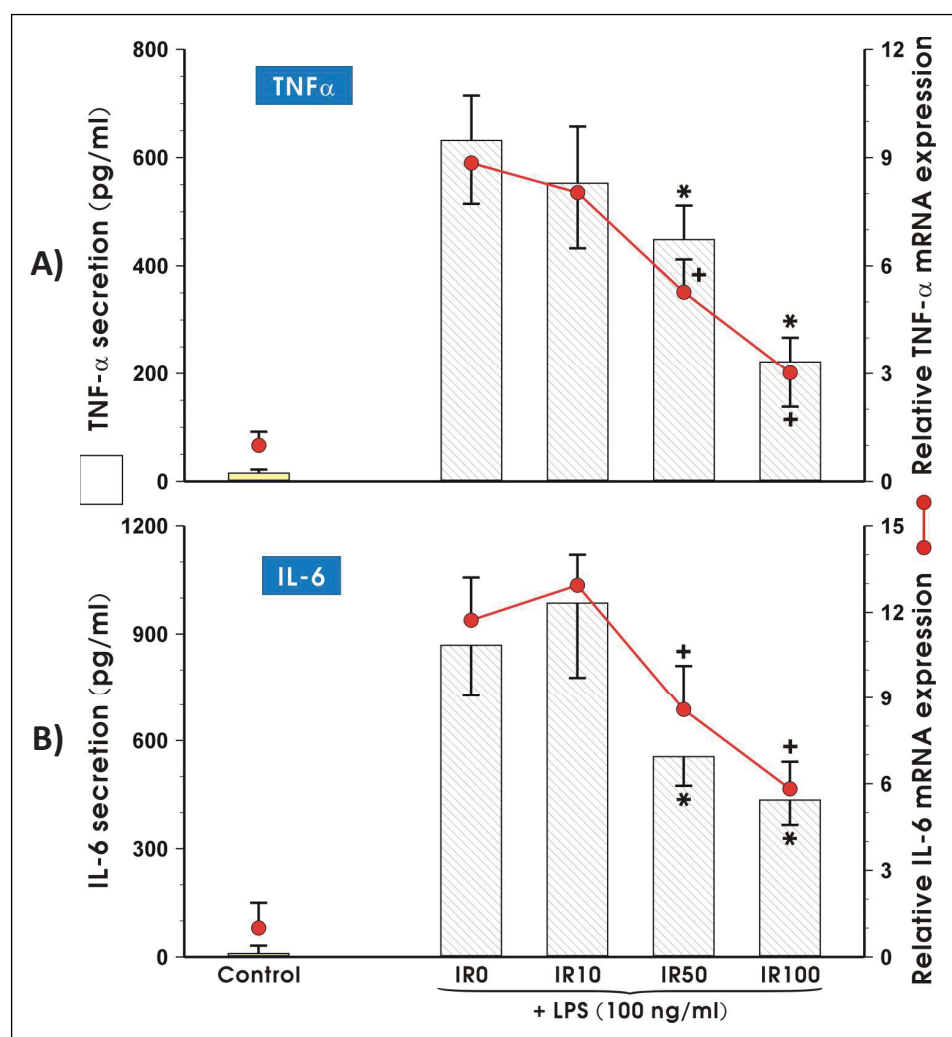 A)
TNFα
TNF-α secretion (pg/ml)
800
600
400
200
0
12
9
6
3
0
Relative TNF-α mRNA expression
*
+
*
+
B)
IL-6
IL-6 secretion (pg/ml)
1200
900
600
300
0
15
12
9
6
3
0
Relative IL-6 mRNA expression
+
*
+
*
Control IR0 IR10 IR50 IR100
+ LPS (100 ng/ml)